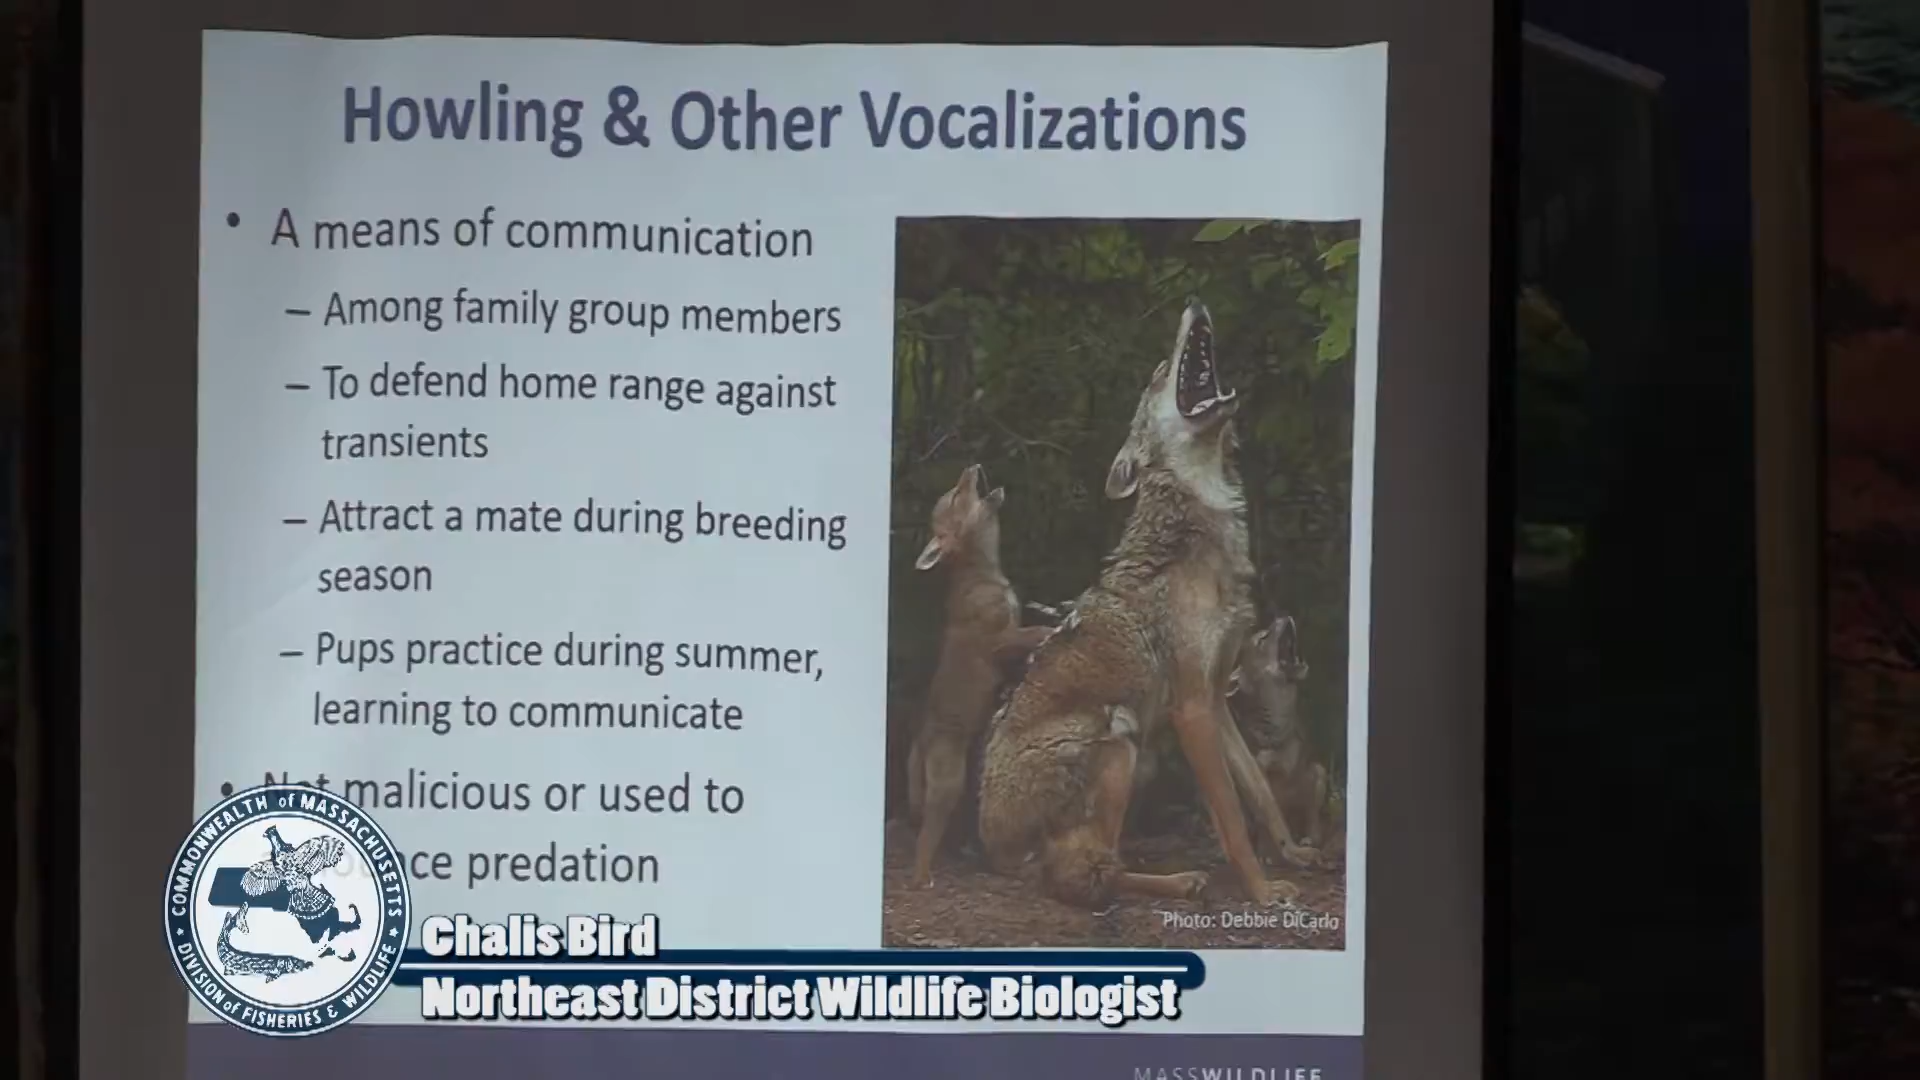 Howling & Other Vocalizations
• A means of communication
– Among family group members
– To defend home range against
transients
– Attract a mate during breeding
season
– Pups practice during summer,
learning to communicate
• Not malicious or used to
predation
Photo: Debbie DiCarlo
COMMONWEALTH of MASSACHUSETTS
DIVISION of FISHERIES & WILDLIFE
Chalis Bird
Northeast District Wildlife Biologist
MASSWILDLIFE